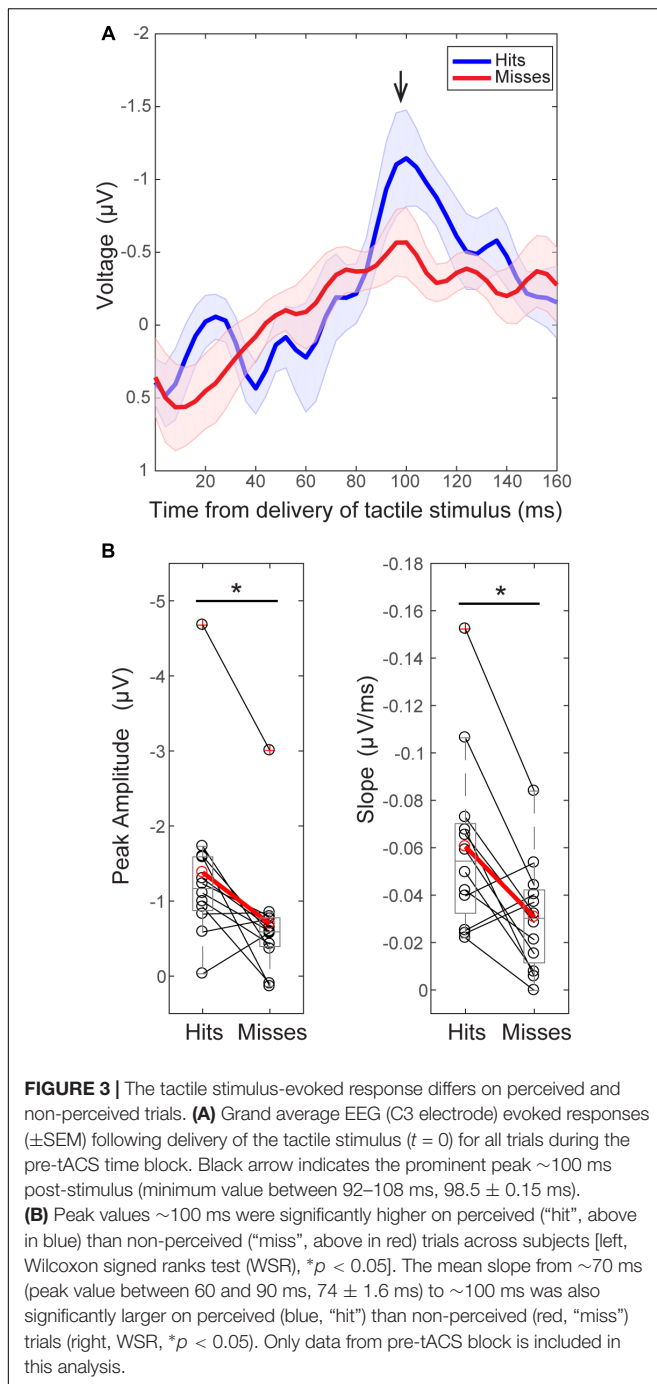 A
-2
-1.5
-1
-0.5
0
0.5
1
Voltage (µV)
Hits
Misses
20 40 60 80 100 120 140 160
Time from delivery of tactile stimulus (ms)
B
*
-5
-4
-3
-2
-1
0
Peak Amplitude (µV)
Hits Misses
*
-0.18
-0.16
-0.14
-0.12
-0.1
-0.08
-0.06
-0.04
-0.02
0
Slope (µV/ms)
Hits Misses
FIGURE 3 | The tactile stimulus-evoked response differs on perceived and
non-perceived trials. (A) Grand average EEG (C3 electrode) evoked responses
(±SEM) following delivery of the tactile stimulus (t = 0) for all trials during the
pre-tACS time block. Black arrow indicates the prominent peak ~100 ms
post-stimulus (minimum value between 92–108 ms, 98.5 ± 0.15 ms).
(B) Peak values ~100 ms were significantly higher on perceived (“hit”, above
in blue) than non-perceived (“miss”, above in red) trials across subjects [left,
Wilcoxon signed ranks test (WSR), *p < 0.05]. The mean slope from ~70 ms
(peak value between 60 and 90 ms, 74 ± 1.6 ms) to ~100 ms was also
significantly larger on perceived (blue, “hit”) than non-perceived (red, “miss”)
trials (right, WSR, *p < 0.05). Only data from pre-tACS block is included in
this analysis.